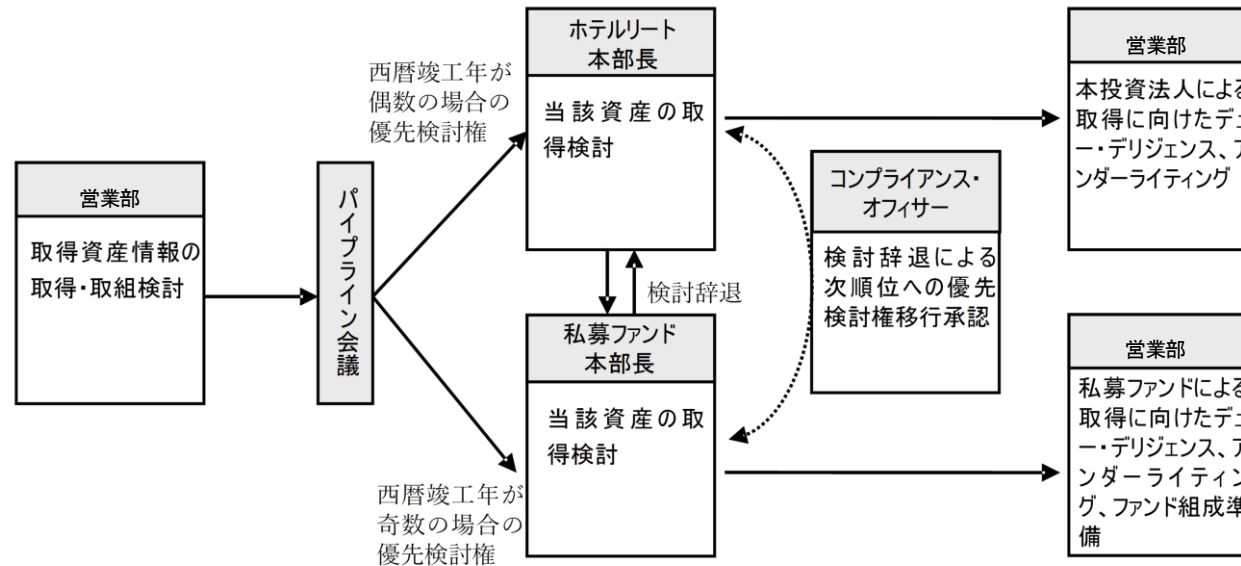 営業部
取得資産情報の
取得・取組検討
パイプライン会議
西暦竣工年が
偶数の場合の
優先検討権
西暦竣工年が
奇数の場合の
優先検討権
ホテルリート
本部長
当該資産の取
得検討
検討辞退
私募ファンド
本部長
当該資産の取
得検討
コンプライアンス・
オフィサー
検討辞退による
次順位への優先
検討権移行承認
営業部
本投資法人による
取得に向けたデュ
ー・デリジェンス、ア
ンダーライティング
営業部
私募ファンドによる
取得に向けたデュ
ー・デリジェンス、ア
ンダーライティン
グ、ファンド組成準
備